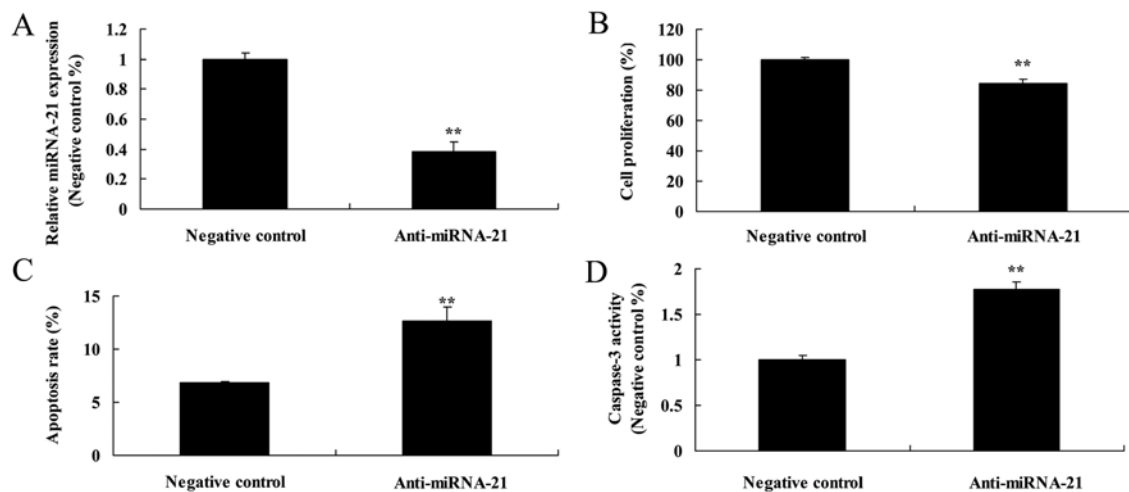 A
Relative miRNA-21 expression
(Negative control %)
1.2
1
0.8
0.6
0.4
0.2
0
**
Negative control
Anti-miRNA-21
B
Cell proliferation (%)
120
100
80
60
40
20
0
**
Negative control
Anti-miRNA-21
C
Apoptosis rate (%)
15
10
5
0
**
Negative control
Anti-miRNA-21
D
Caspase-3 activity
(Negative control %)
2
1.5
1
0.5
0
**
Negative control
Anti-miRNA-21